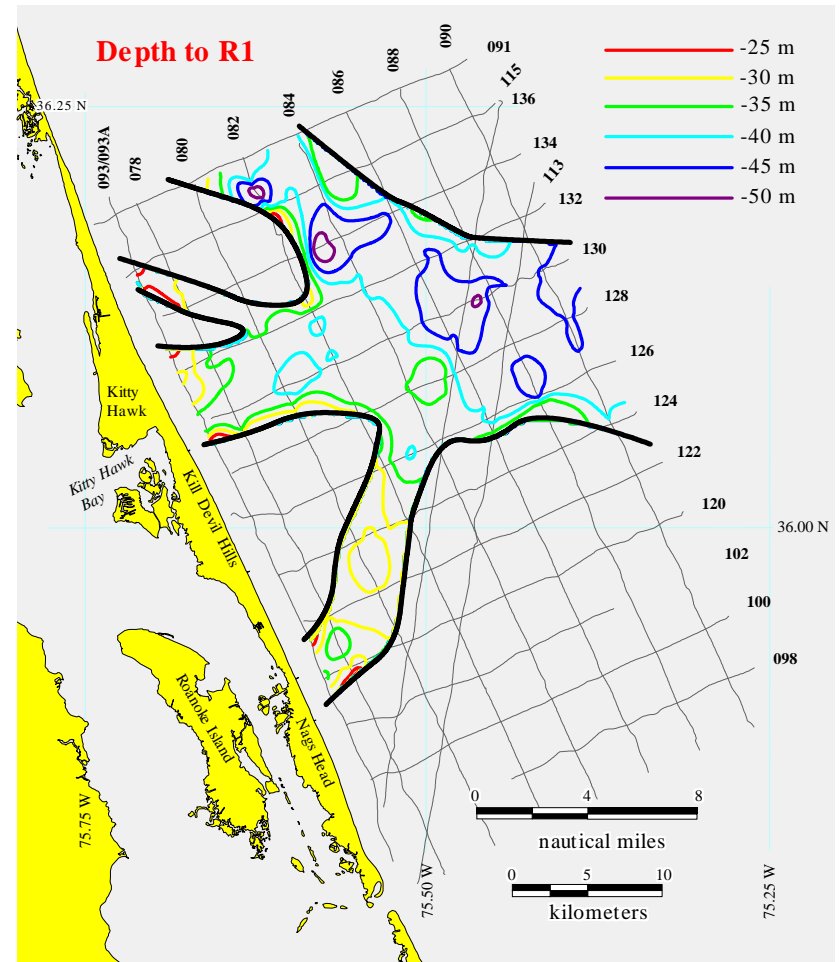 Depth to R1
-25 m
-30 m
-35 m
-40 m
-45 m
-50 m
36.25 N
093/093A
078
080
082
084
086
088
090
091
115
136
134
113
132
130
128
126
124
122
120
102
100
098
36.00 N
Kitty
Hawk
Kitty Hawk
Bay
Kill Devil Hills
Roanoke
Island
Nags Head
75.75 W
75.50 W
75.25 W
0 4 8
nautical miles
0 5 10
kilometers